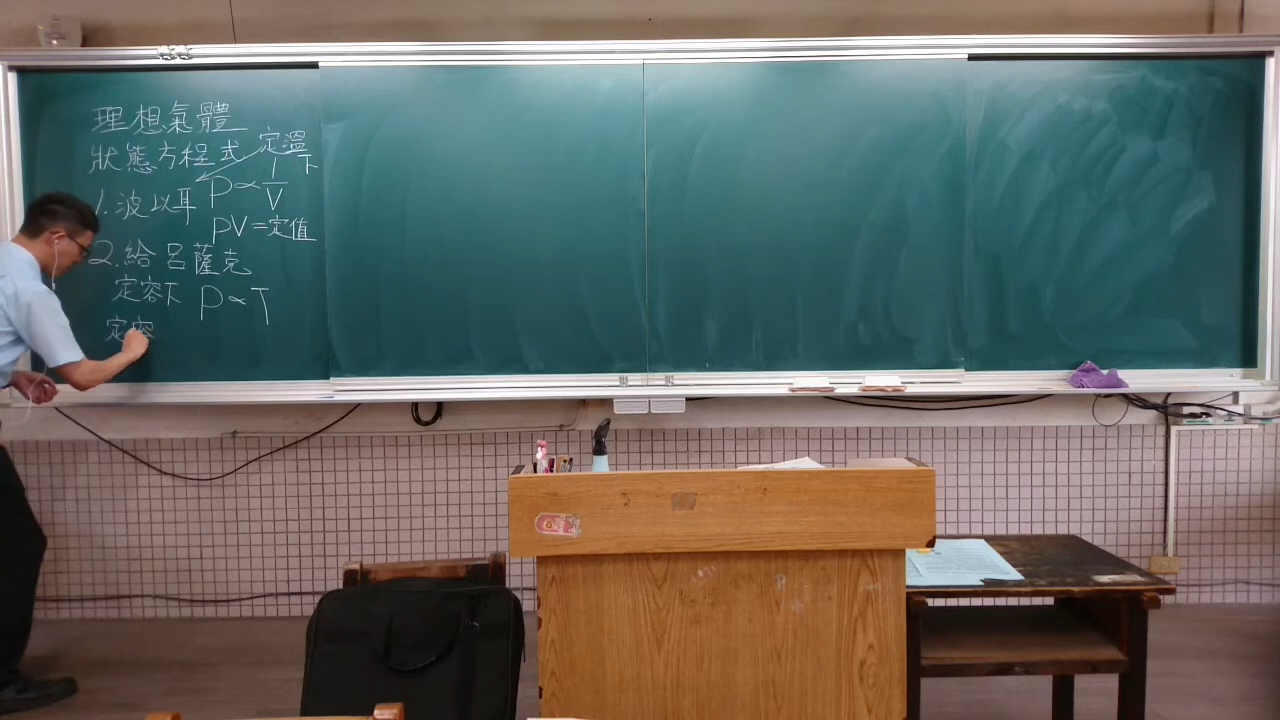 理想氣體
狀態方程式 定溫下
1.波以耳 P∝1/V
PV=定值
2.給呂薩克
定容下 P∝T
定容